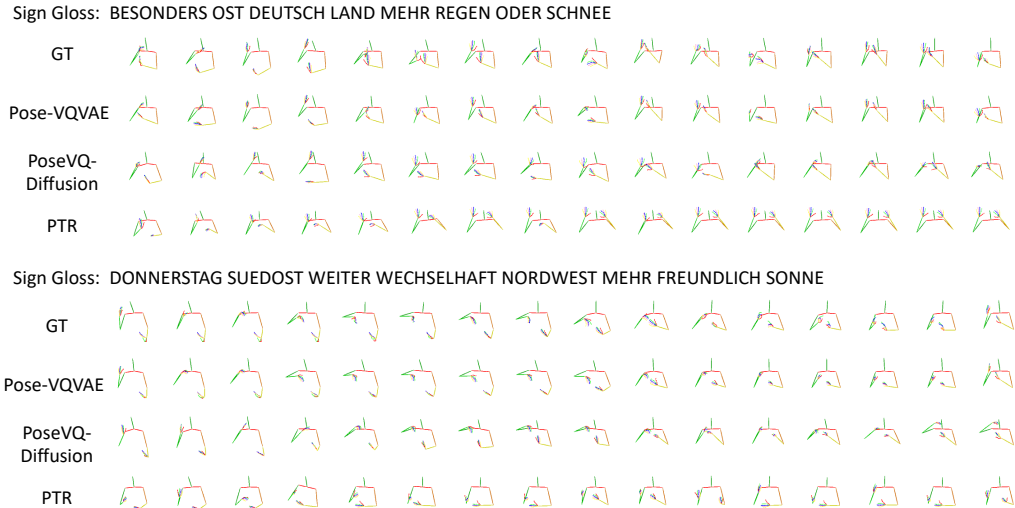 Sign Gloss: BESONDERS OST DEUTSCH LAND MEHR REGEN ODER SCHNEE
GT
Pose-VQVAE
PoseVQ-
Diffusion
PTR
Sign Gloss: DONNERSTAG SUEDOST WEITER WECHSELHAFT NORDWEST MEHR FREUNDLICH SONNE
GT
Pose-VQVAE
PoseVQ-
Diffusion
PTR